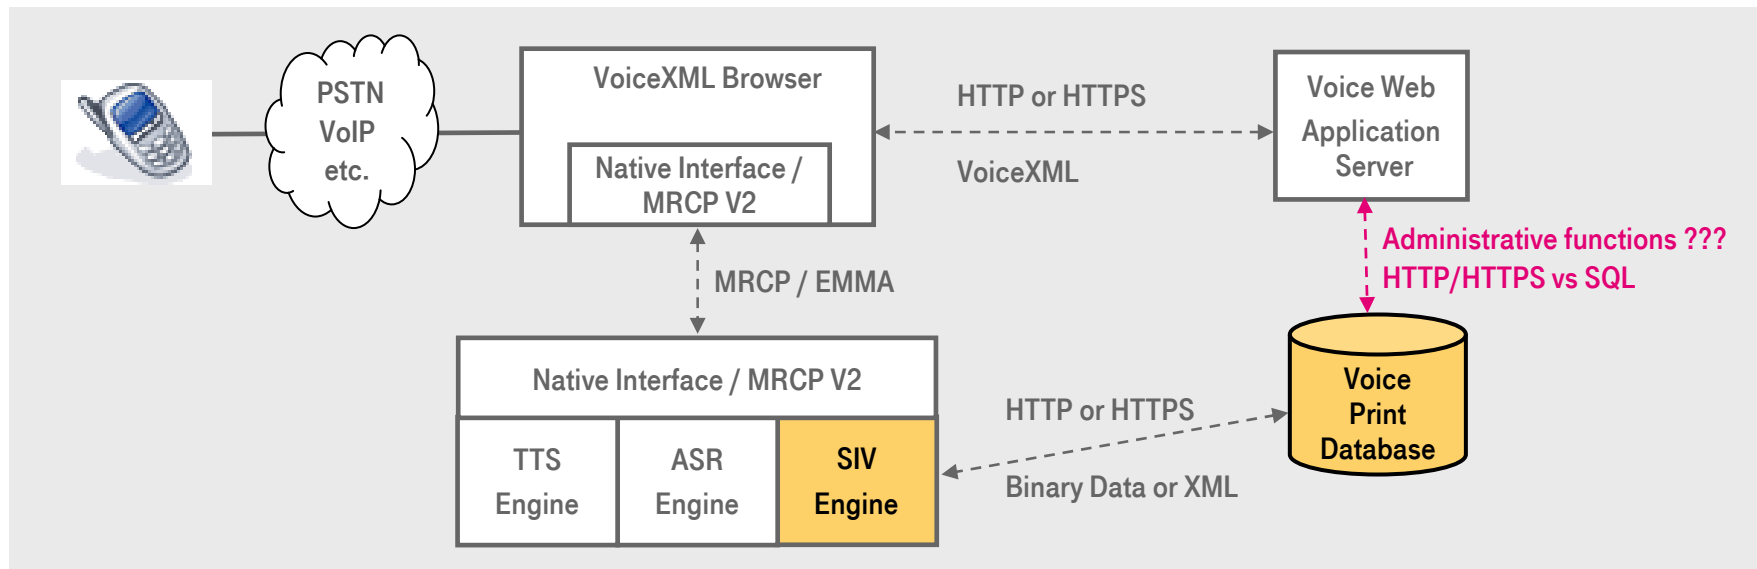 PSTN
VoIP
etc.
VoiceXML Browser
Native Interface /
MRCP V2
HTTP or HTTPS
VoiceXML
Voice Web
Application
Server
Administrative functions ???
HTTP/HTTPS vs SQL
MRCP / EMMA
Native Interface / MRCP V2
TTS
Engine
ASR
Engine
SIV
Engine
HTTP or HTTPS
Binary Data or XML
Voice
Print
Database